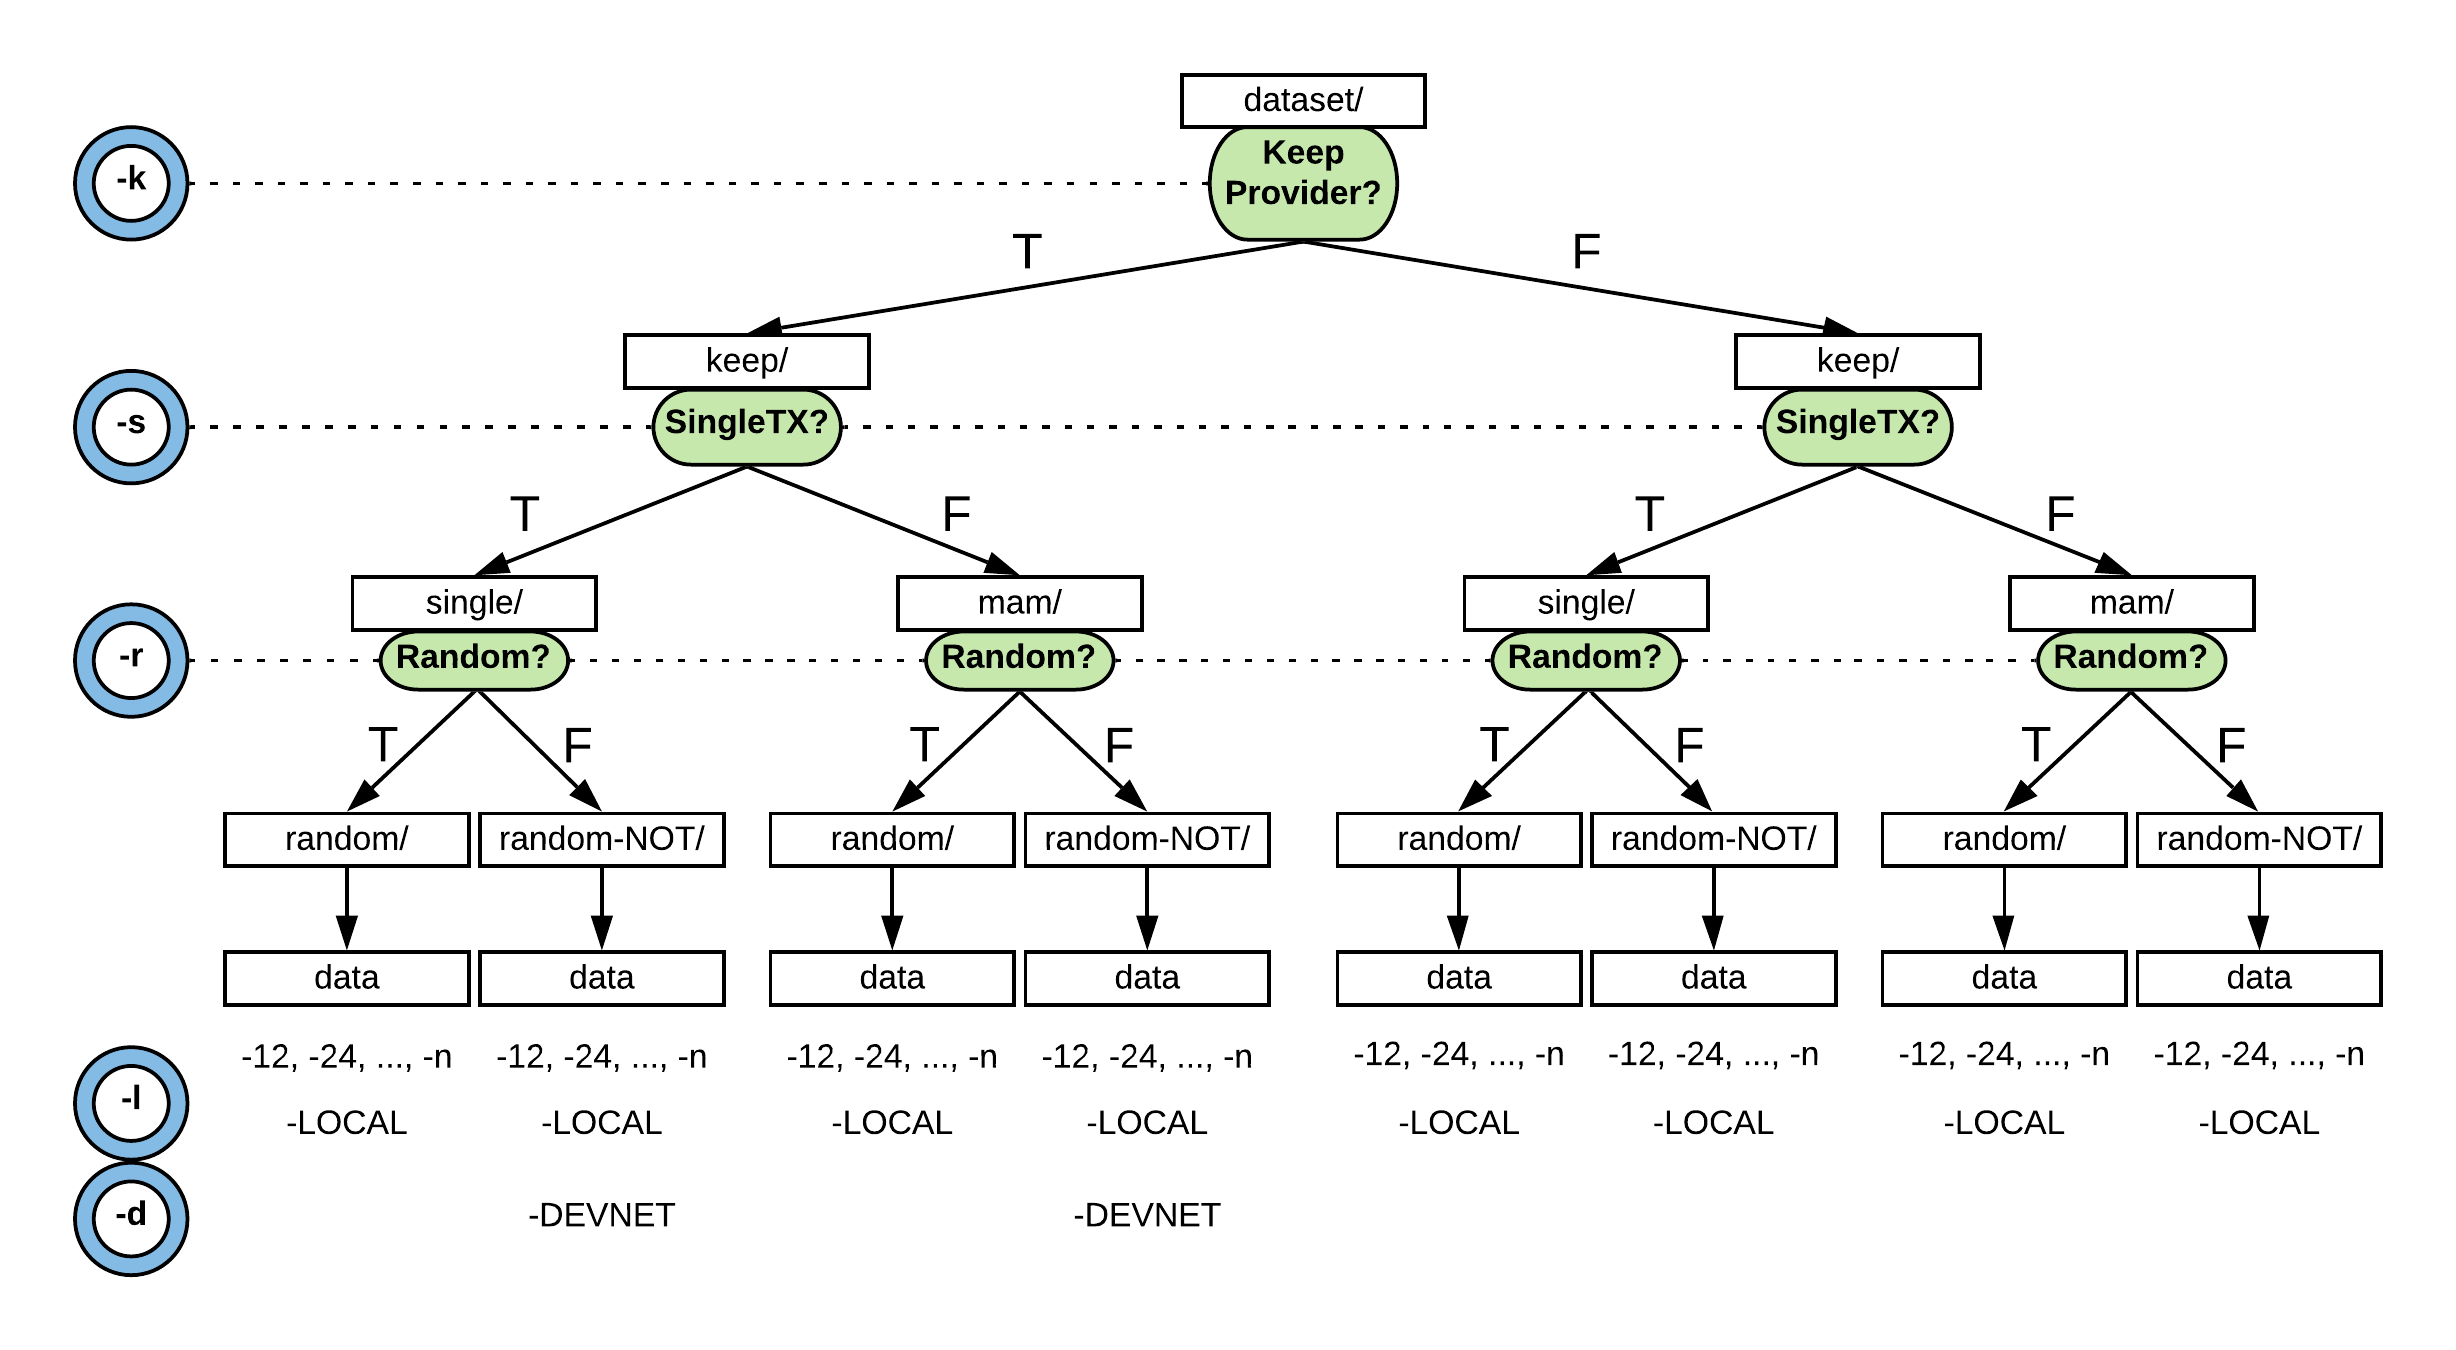 dataset/
-k
Keep
Provider?
T
F
keep/
keep/
-s
SingleTX?
SingleTX?
T
F
T
F
single/
mam/
single/
mam/
-r
Random?
Random?
Random?
Random?
T
F
T
F
T
F
T
F
random/
random-NOT/
random/
random-NOT/
random/
random-NOT/
random/
random-NOT/
data
data
data
data
data
data
data
data
-12, -24, ..., -n
-12, -24, ..., -n
-12, -24, ..., -n
-12, -24, ..., -n
-12, -24, ..., -n
-12, -24, ..., -n
-12, -24, ..., -n
-12, -24, ..., -n
-l
-LOCAL
-LOCAL
-LOCAL
-LOCAL
-LOCAL
-LOCAL
-LOCAL
-LOCAL
-d
-DEVNET
-DEVNET